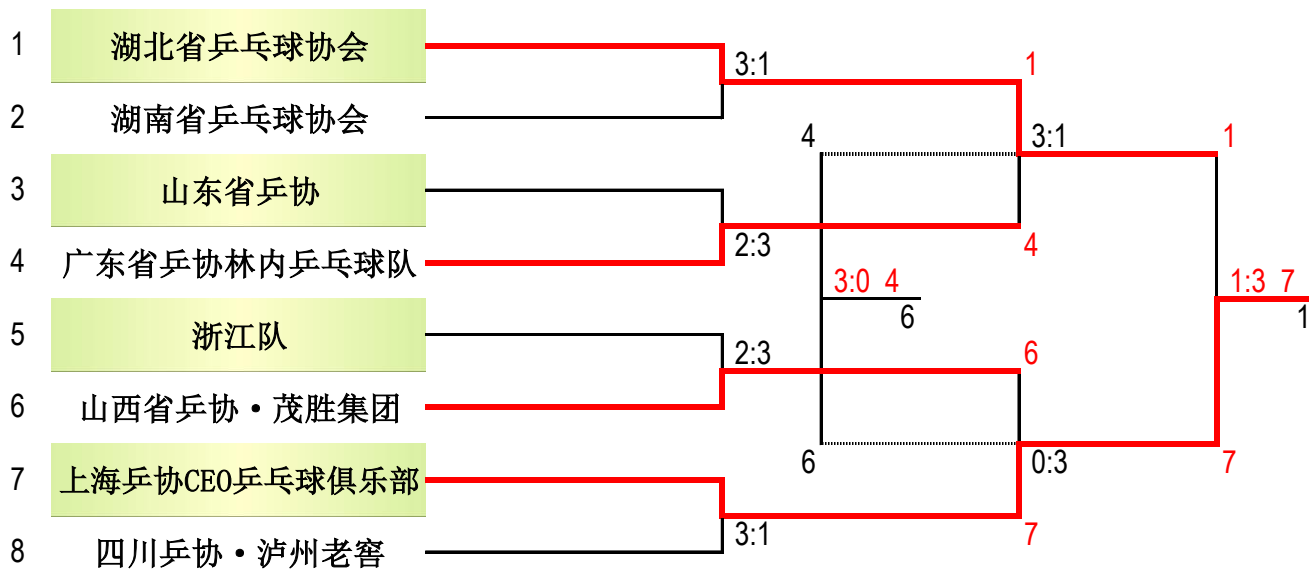 1 湖北省乒乓球协会
3:1 1
2 湖南省乒乓球协会
4 3:1 1
3 山东省乒协
2:3 4
4 广东省乒协林内乒乓球队
3:0 4 1:3 7
6 1
5 浙江队
2:3 6
6 山西省乒协·茂胜集团
6 0:3 7
7 上海乒协CEO乒乓球俱乐部
3:1 7
8 四川乒协·泸州老窖